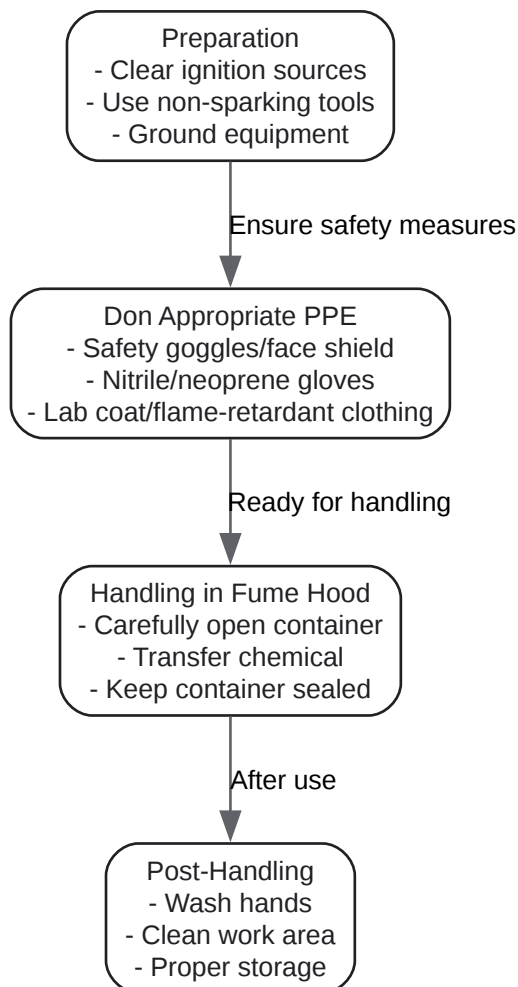 Preparation
- Clear ignition sources
- Use non-sparking tools
- Ground equipment
Ensure safety measures
Don Appropriate PPE
- Safety goggles/face shield
- Nitrile/neoprene gloves
- Lab coat/flame-retardant clothing
Ready for handling
Handling in Fume Hood
- Carefully open container
- Transfer chemical
- Keep container sealed
After use
Post-Handling
- Wash hands
- Clean work area
- Proper storage